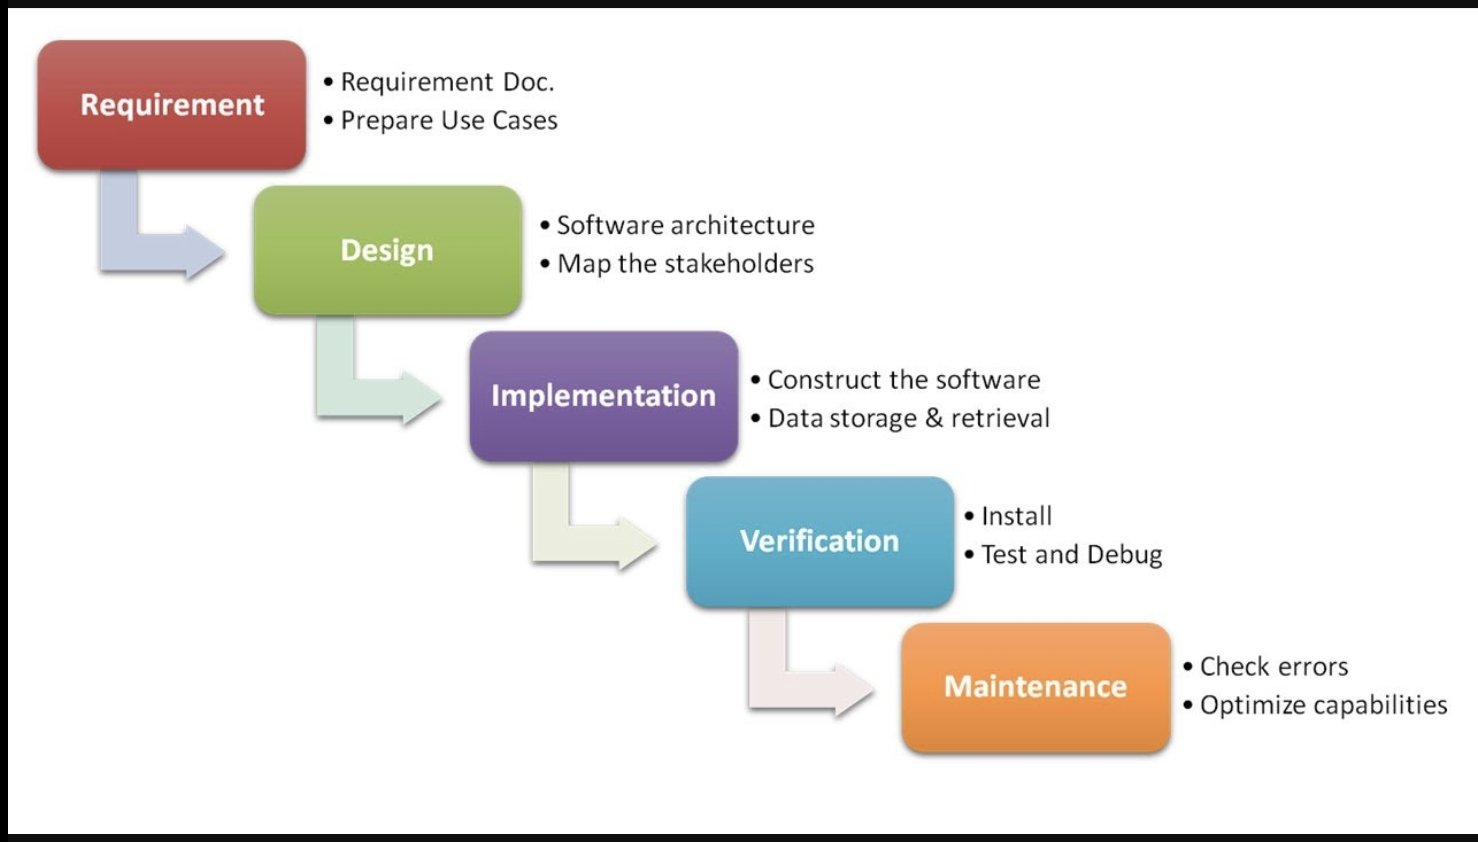 Requirement
• Requirement Doc.
• Prepare Use Cases
Design
• Software architecture
• Map the stakeholders
Implementation
• Construct the software
• Data storage & retrieval
Verification
• Install
• Test and Debug
Maintenance
• Check errors
• Optimize capabilities